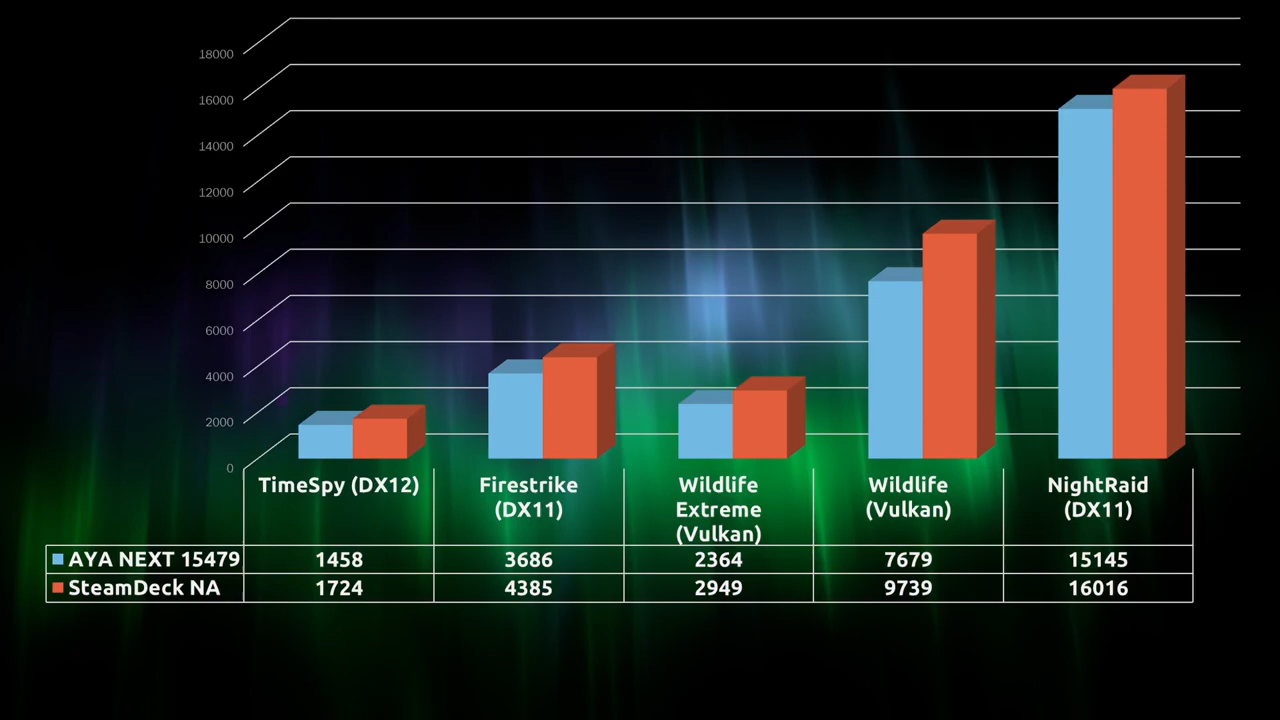 18000
16000
14000
12000
10000
8000
6000
4000
2000
0
TimeSpy (DX12)
Firestrike
(DX11)
Wildlife
Extreme
(Vulkan)
Wildlife
(Vulkan)
NightRaid
(DX11)
AYA NEXT 15479 1458 3686 2364 7679 15145
SteamDeck NA 1724 4385 2949 9739 16016